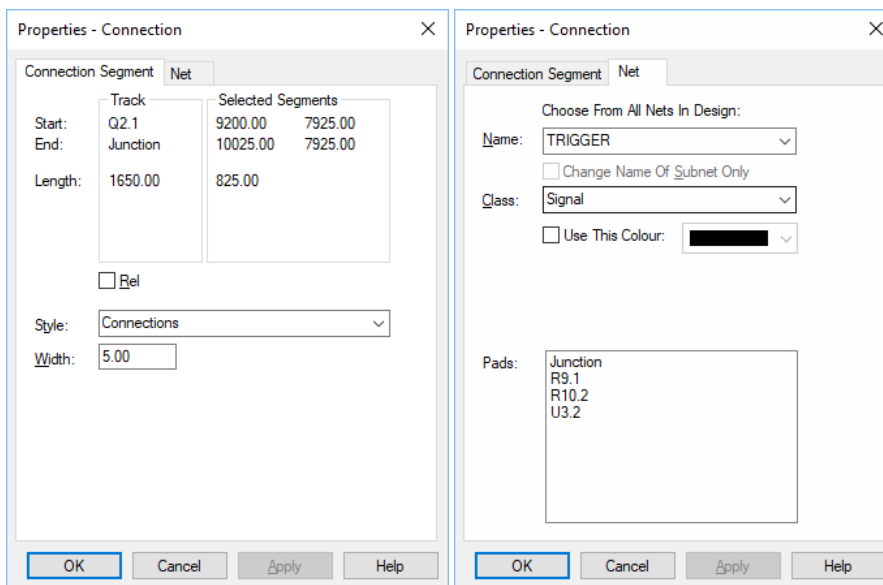 Properties - Connection
Connection Segment Net
Track Selected Segments
Start: Q2.1 9200.00 7925.00
End: Junction 10025.00 7925.00
Length: 1650.00 825.00
Rel
Style: Connections
Width: 5.00
OK Cancel Apply Help
Properties - Connection
Connection Segment Net
Choose From All Nets In Design:
Name: TRIGGER
Change Name Of Subnet Only
Class: Signal
Use This Colour:
Pads: Junction
R9.1
R10.2
U3.2
OK Cancel Apply Help